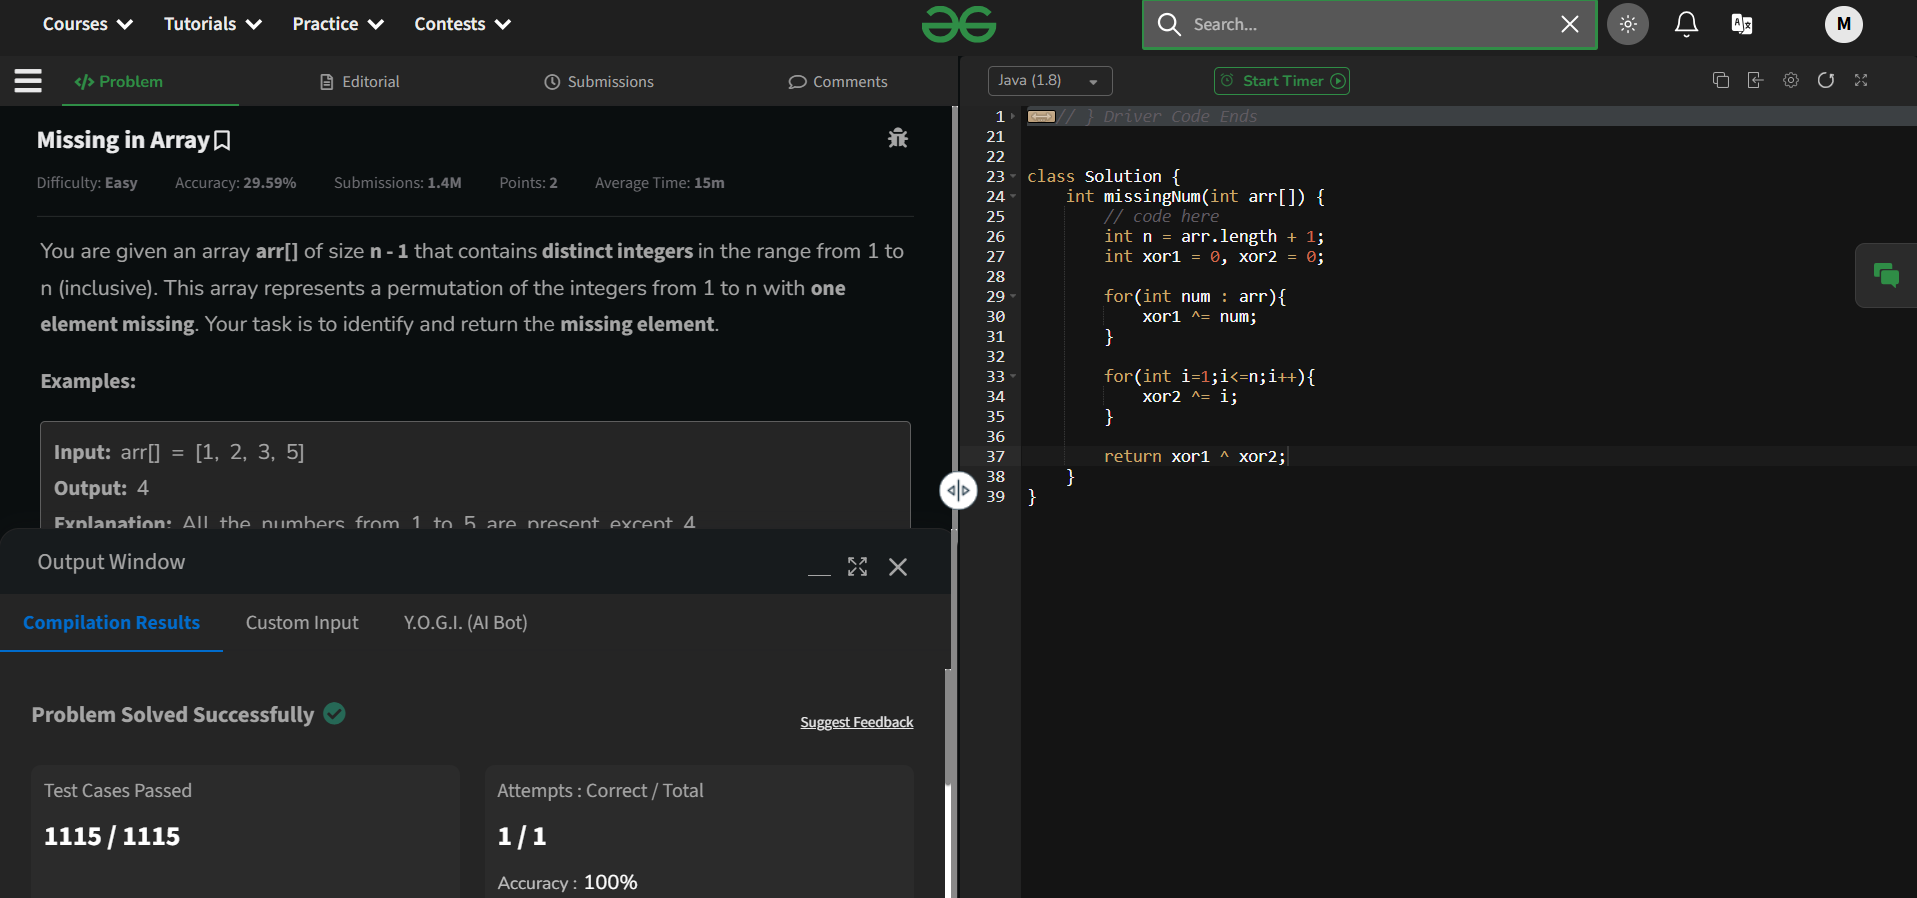 Courses Tutorials Practice Contests
Search...
M
Problem Editorial Submissions Comments
Missing in Array
Difficulty: Easy Accuracy: 29.59% Submissions: 1.4M Points: 2 Average Time: 15m
You are given an array arr[] of size n - 1 that contains distinct integers in the range from 1 to
n (inclusive). This array represents a permutation of the integers from 1 to n with one
element missing. Your task is to identify and return the missing element.
Examples:
Input: arr[] = [1, 2, 3, 5]
Output: 4
Explanation: All the numbers from 1 to 5 are present except 4
Output Window
Compilation Results Custom Input Y.O.G.I. (AI Bot)
Problem Solved Successfully
Suggest Feedback
Test Cases Passed
1115 / 1115
Attempts : Correct / Total
1 / 1
Accuracy : 100%
Java (1.8) Start Timer
1 // } Driver Code Ends
21
22
23 class Solution {
24 int missingNum(int arr[]) {
25 // code here
26 int n = arr.length + 1;
27 int xor1 = 0, xor2 = 0;
28
29 for(int num : arr){
30 xor1 ^= num;
31 }
32
33 for(int i=1;i<=n;i++){
34 xor2 ^= i;
35 }
36
37 return xor1 ^ xor2;
38 }
39 }